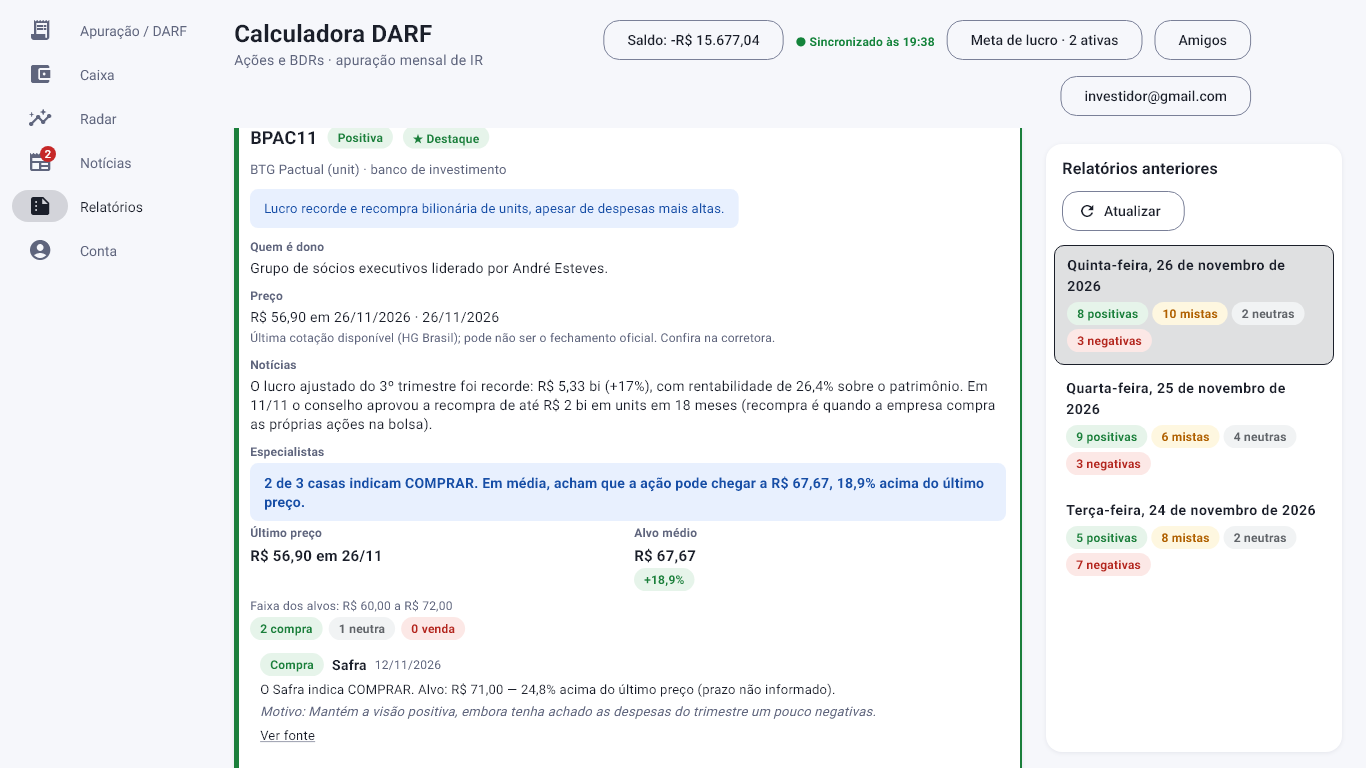 Apuração / DARF
Caixa
Radar
2
Notícias
Relatórios
Conta
Calculadora DARF
Ações e BDRs · apuração mensal de IR
Saldo: -R$ 15.677,04
Sincronizado às 19:38
Meta de lucro · 2 ativas
Amigos
investidor@gmail.com
BPAC11
Positiva
★ Destaque
BTG Pactual (unit) · banco de investimento
Lucro recorde e recompra bilionária de units, apesar de despesas mais altas.
Quem é dono
Grupo de sócios executivos liderado por André Esteves.
Preço
R$ 56,90 em 26/11/2026 · 26/11/2026
Última cotação disponível (HG Brasil); pode não ser o fechamento oficial. Confira na corretora.
Notícias
O lucro ajustado do 3º trimestre foi recorde: R$ 5,33 bi (+17%), com rentabilidade de 26,4% sobre o patrimônio. Em
11/11 o conselho aprovou a recompra de até R$ 2 bi em units em 18 meses (recompra é quando a empresa compra
as próprias ações na bolsa).
Especialistas
2 de 3 casas indicam COMPRAR. Em média, acham que a ação pode chegar a R$ 67,67, 18,9% acima do último
preço.
Último preço
R$ 56,90 em 26/11
Alvo médio
R$ 67,67
+18,9%
Faixa dos alvos: R$ 60,00 a R$ 72,00
2 compra
1 neutra
0 venda
Compra
Safra
12/11/2026
O Safra indica COMPRAR. Alvo: R$ 71,00 — 24,8% acima do último preço (prazo não informado).
Motivo: Mantém a visão positiva, embora tenha achado as despesas do trimestre um pouco negativas.
Ver fonte
Relatórios anteriores
Atualizar
Quinta-feira, 26 de novembro de
2026
8 positivas
10 mistas
2 neutras
3 negativas
Quarta-feira, 25 de novembro de
2026
9 positivas
6 mistas
4 neutras
3 negativas
Terça-feira, 24 de novembro de 2026
5 positivas
8 mistas
2 neutras
7 negativas